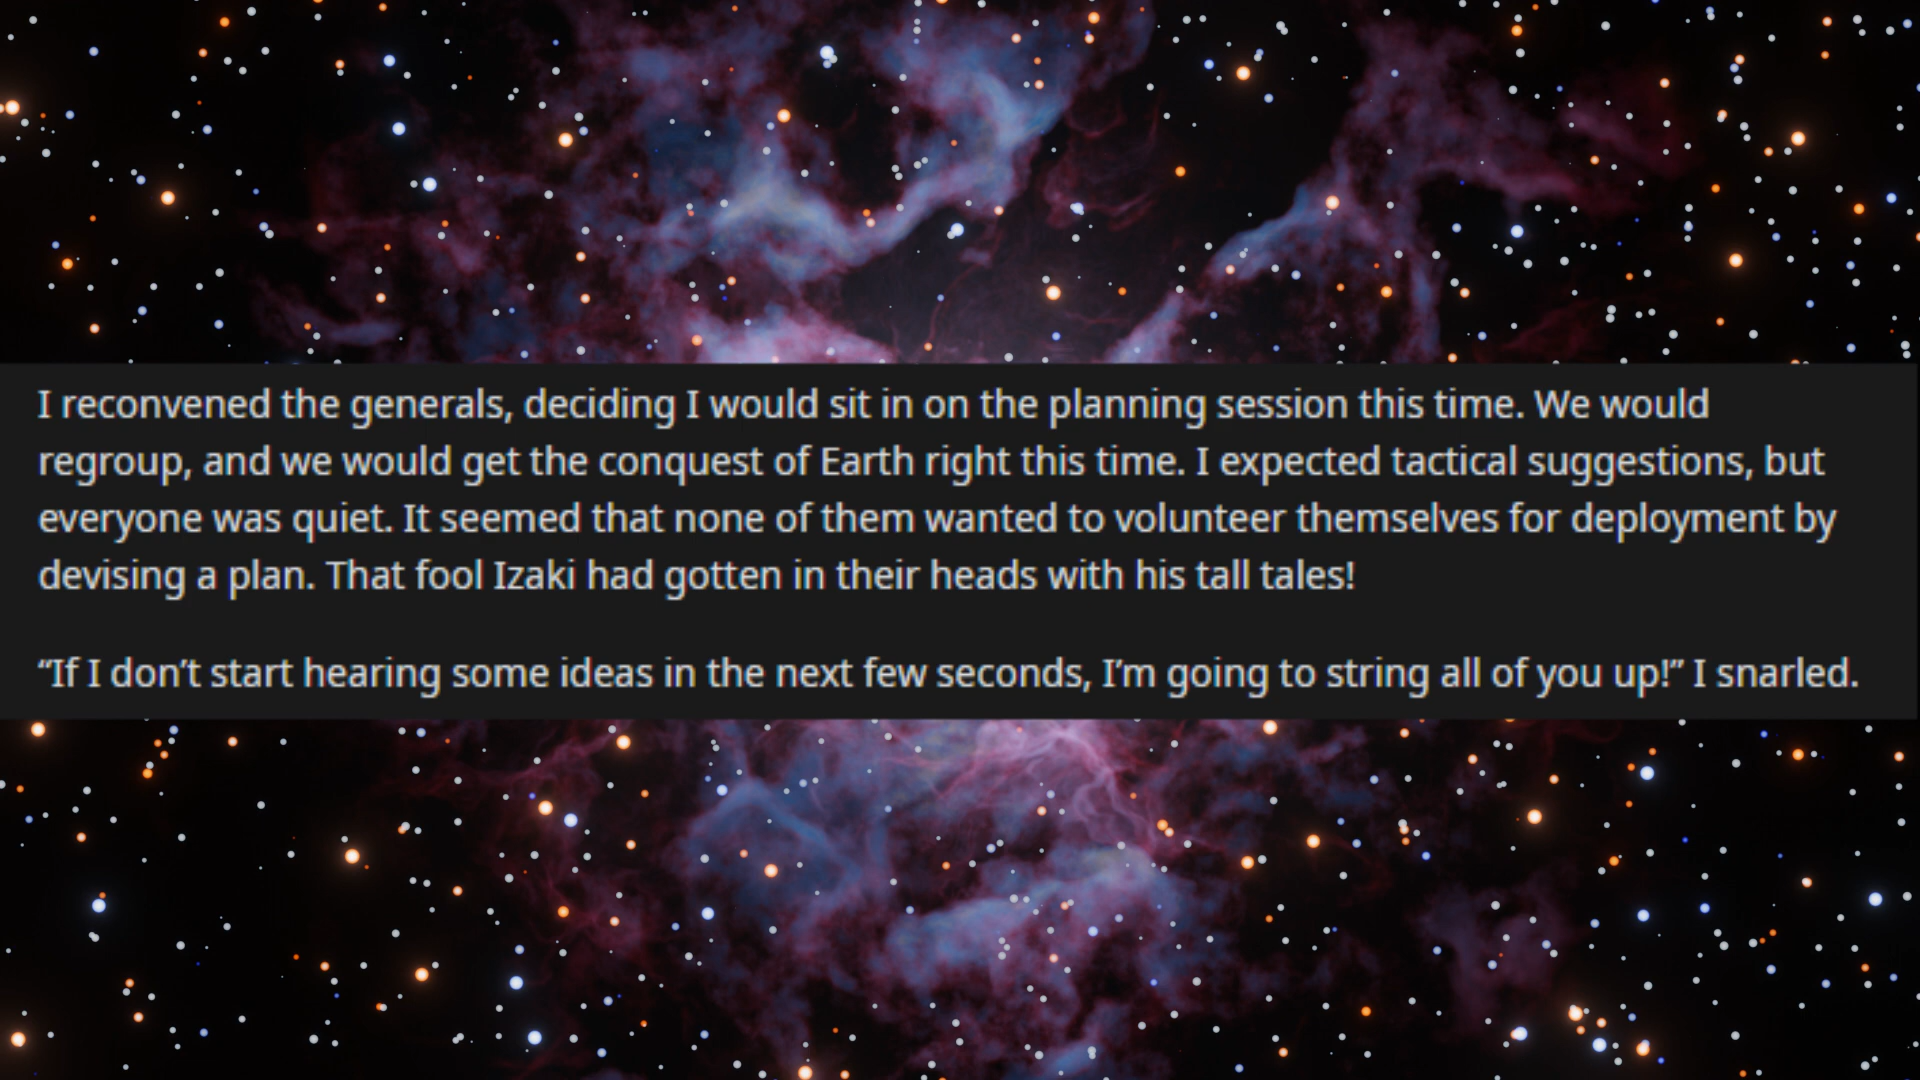 I reconvened the generals, deciding I would sit in on the planning session this time. We would
regroup, and we would get the conquest of Earth right this time. I expected tactical suggestions, but
everyone was quiet. It seemed that none of them wanted to volunteer themselves for deployment by
devising a plan. That fool Izaki had gotten in their heads with his tall tales!
“If I don’t start hearing some ideas in the next few seconds, I’m going to string all of you up!” I snarled.